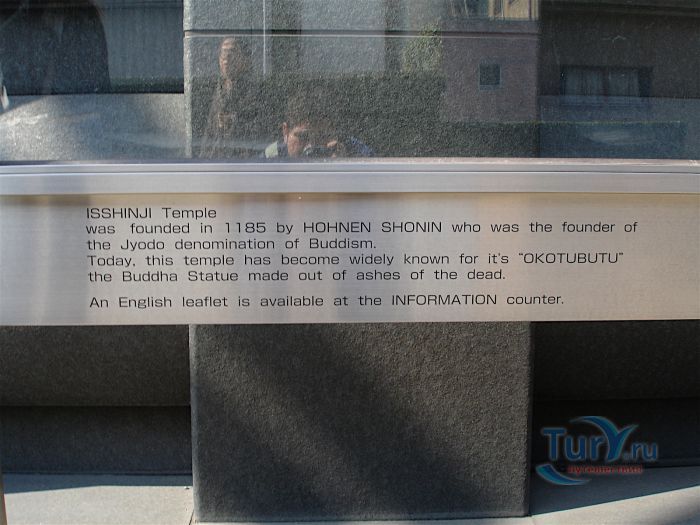 ISSHINJI Temple
was founded in 1185 by HOHNEN SHONIN who was the founder of
the Jyodo denomination of Buddism.
Today, this temple has become widely known for it's "OKOTUBUTU"
the Buddha Statue made out of ashes of the dead.
An English leaflet is available at the INFORMATION counter.
TurY.ru
путешествий